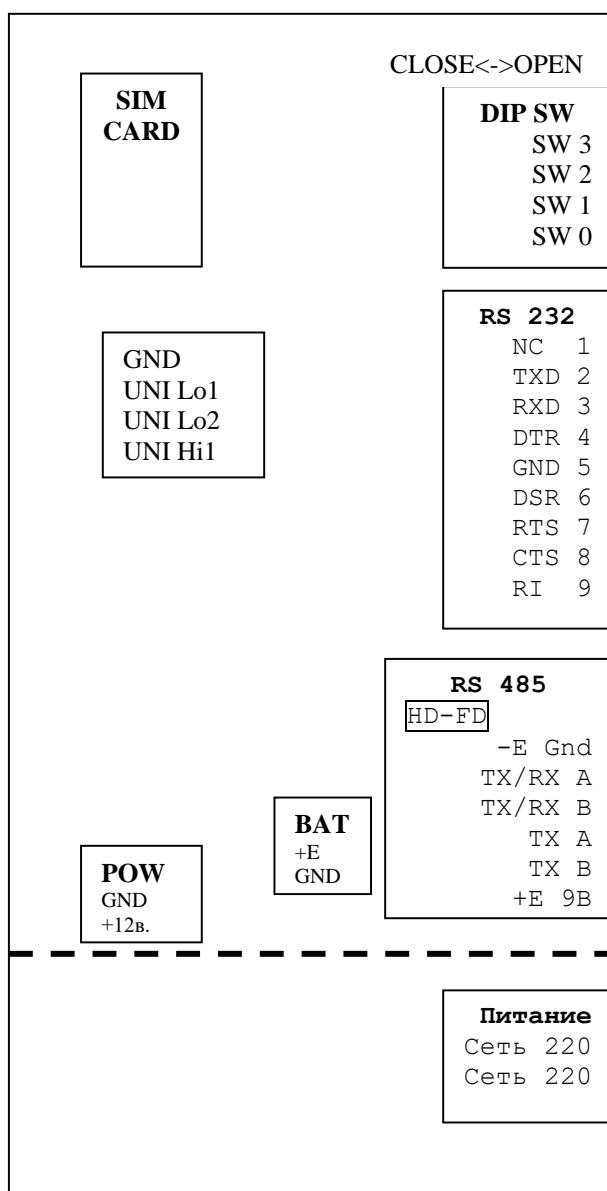 CLOSE<->OPEN
SIM
CARD
DIP SW
SW 3
SW 2
SW 1
SW 0
RS 232
NC 1
TXD 2
RXD 3
DTR 4
GND 5
DSR 6
RTS 7
CTS 8
RI 9
GND
UNI Lo1
UNI Lo2
UNI Hi1
RS 485
HD-FD
-E Gnd
TX/RX A
TX/RX B
TX A
TX B
+E 9В
BAT
+E
GND
POW
GND
+12в.
Питание
Сеть 220
Сеть 220